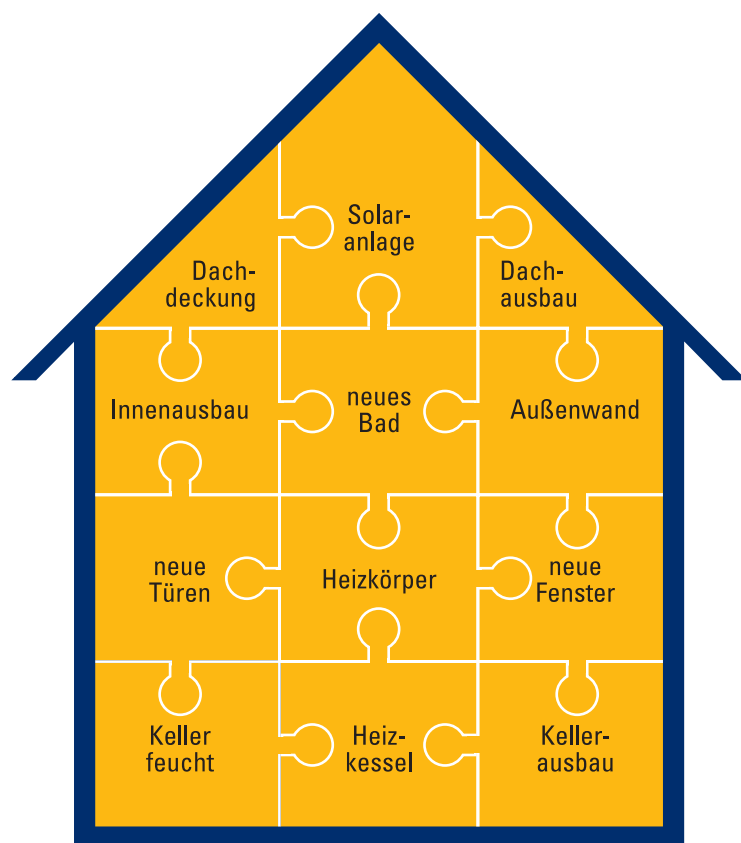 Solar-
anlage
Dach-
deckung
Dach-
ausbau
Innenausbau
neues
Bad
Außenwand
neue
Türen
Heizkörper
neue
Fenster
Keller
feucht
Heiz-
kessel
Keller-
ausbau